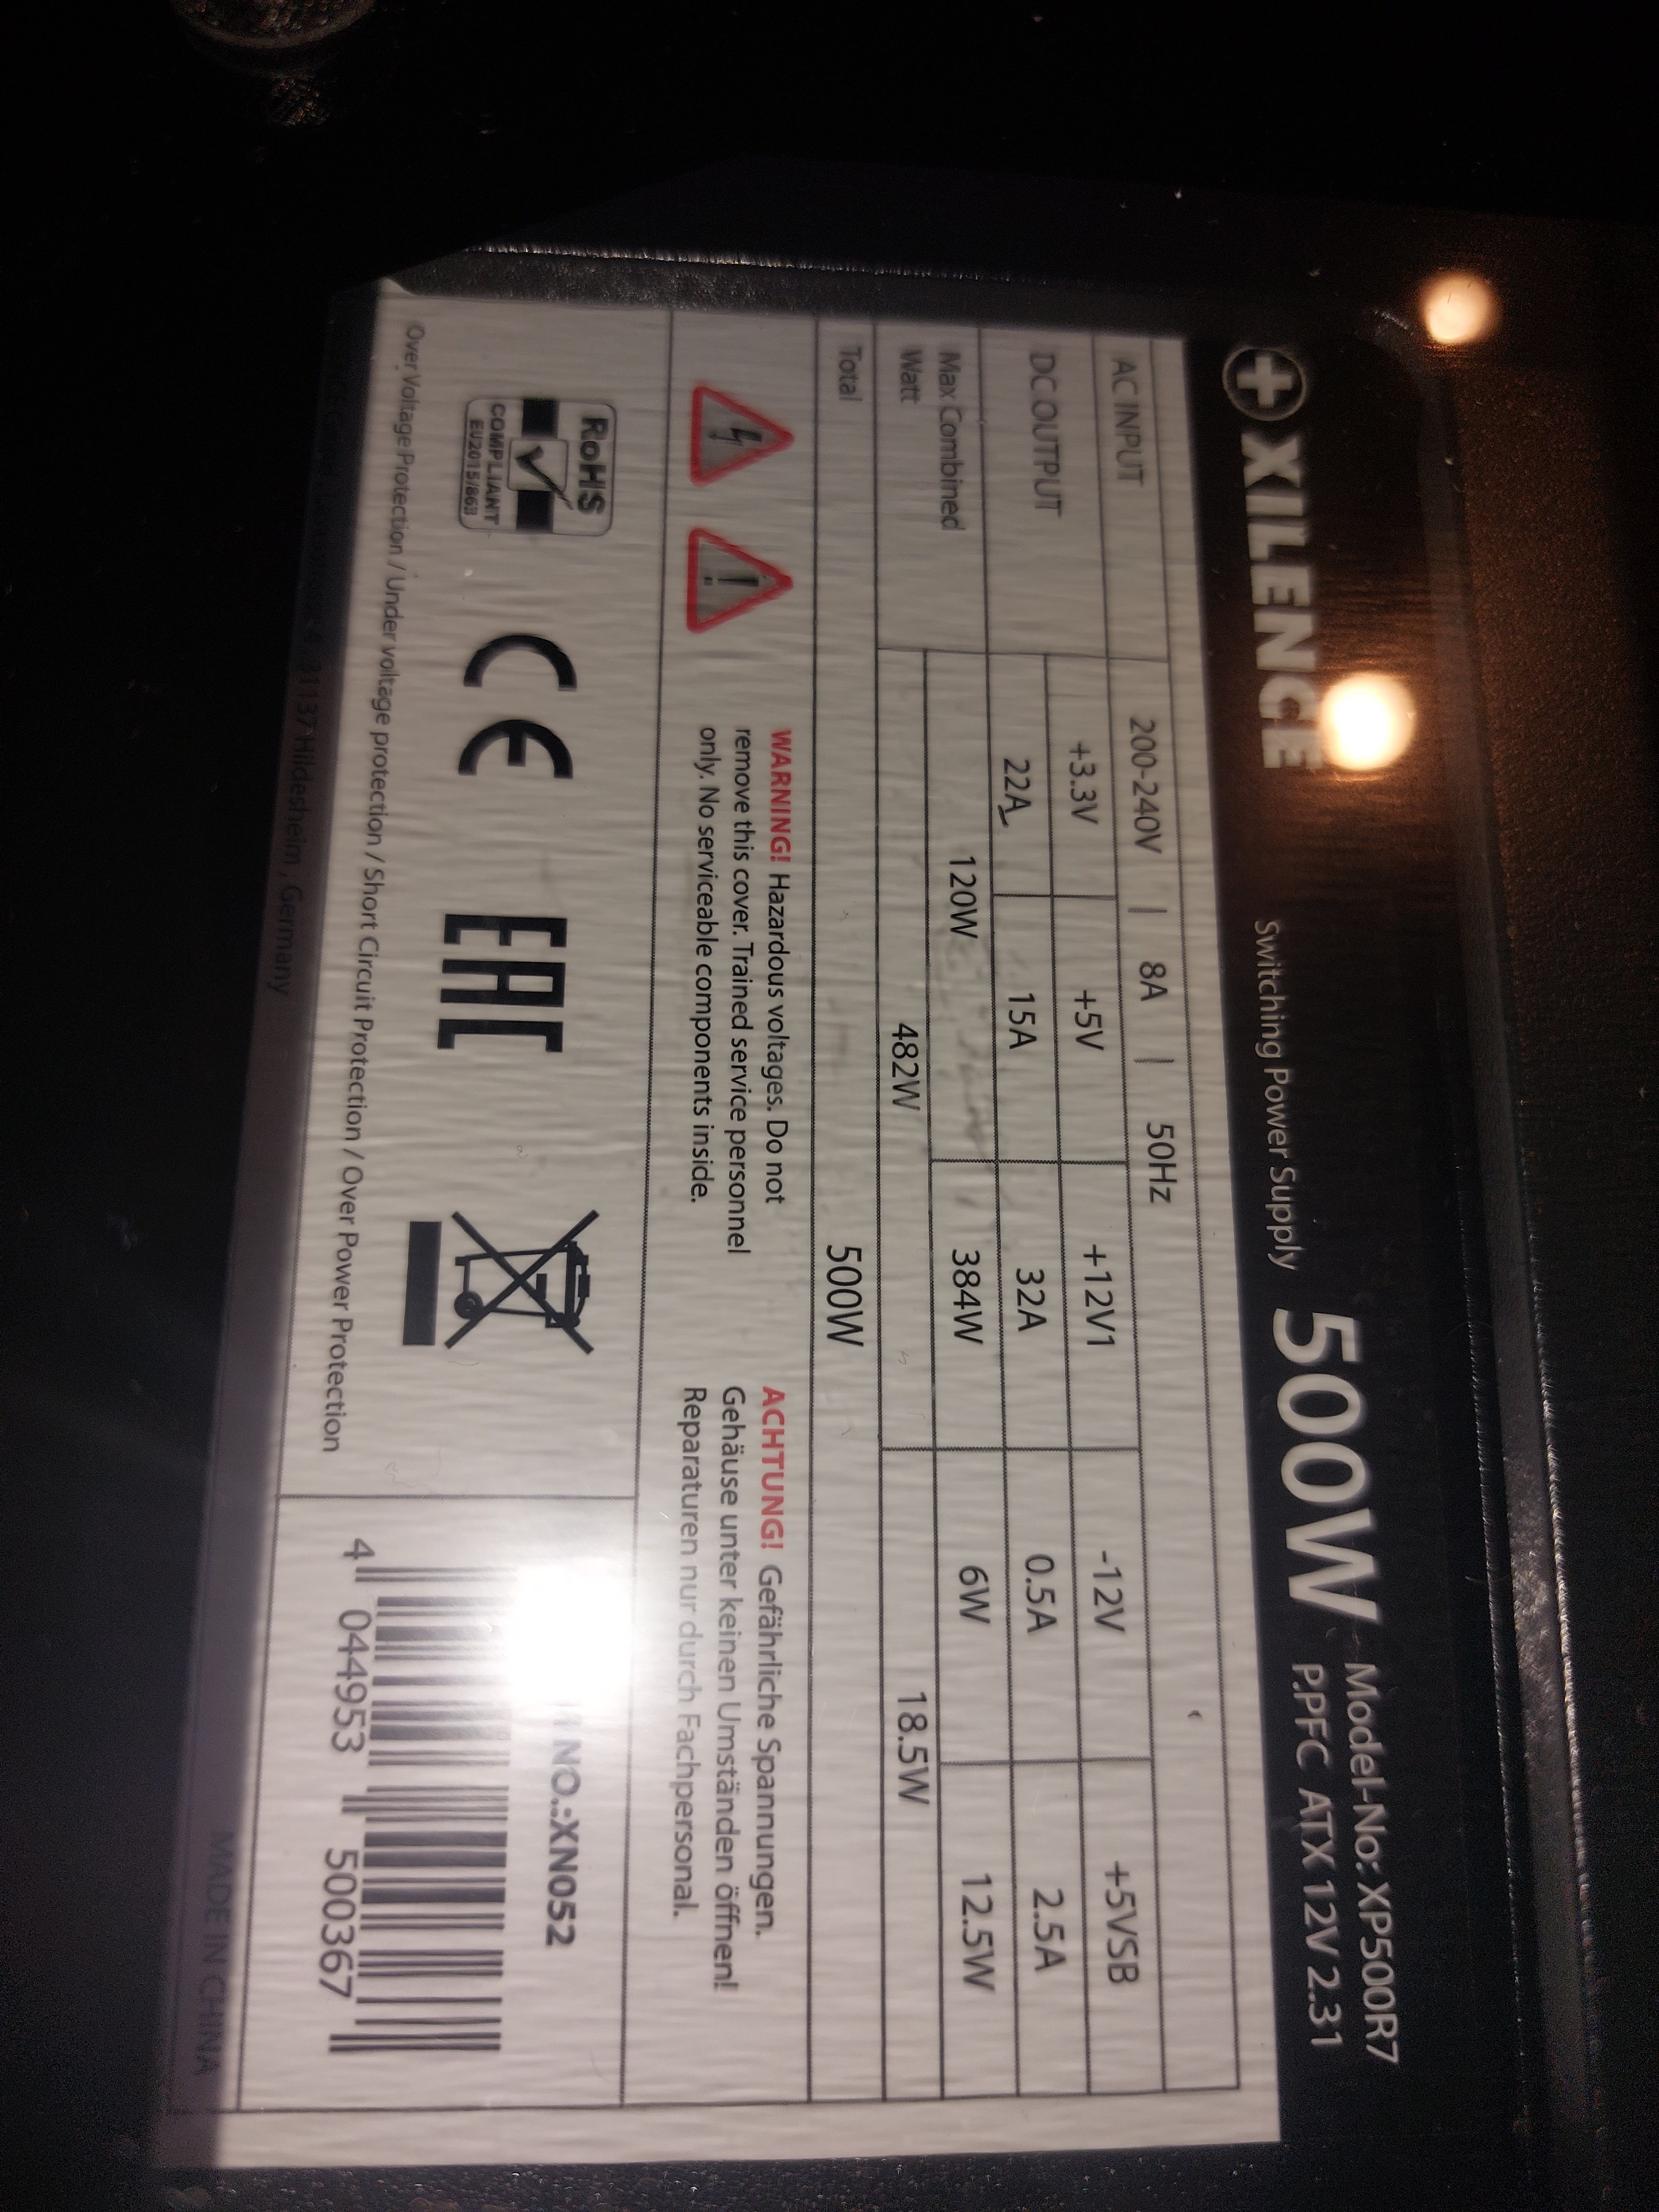 XILENCE
Switching Power Supply
500W
Model-No: XP500R7
P.PFC ATX 12V 2.31
AC INPUT 200-240V | 8A | 50Hz
DC OUTPUT +3.3V +5V +12V1 -12V +5VSB
22A 15A 32A 0.5A 2.5A
Max Combined Watt 120W 384W 6W 12.5W
482W 18.5W
Total 500W
WARNING! Hazardous voltages. Do not
remove this cover. Trained service personnel
only. No serviceable components inside.
ACHTUNG! Gefährliche Spannungen.
Gehäuse unter keinen Umständen öffnen!
Reparaturen nur durch Fachpersonal.
RoHS
COMPLIANT
EU2015/863
CE
EAC
NO.:XN052
4 044953 500367
Over Voltage Protection / Under voltage protection / Short Circuit Protection / Over Power Protection
31137 Hildesheim, Germany
MADE IN CHINA